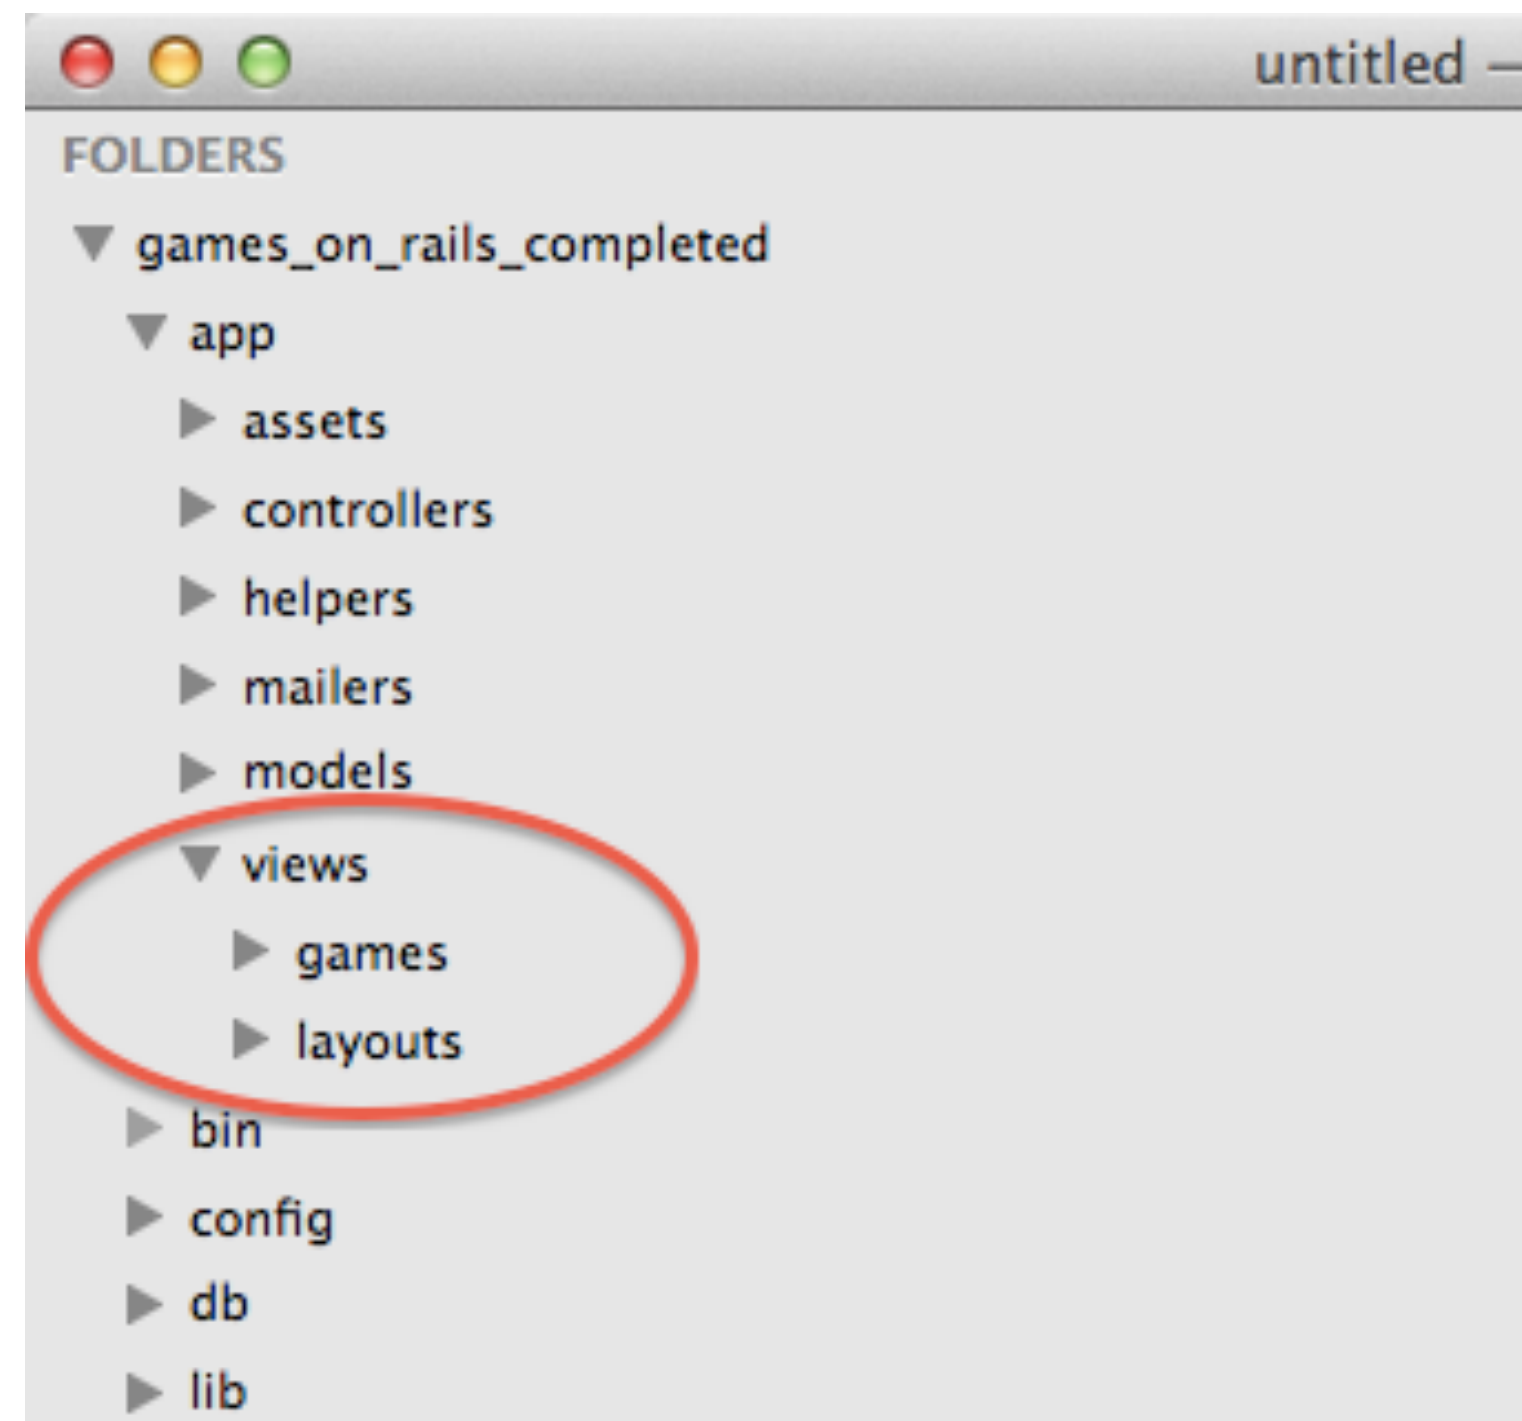 untitled —
FOLDERS
games_on_rails_completed
app
assets
controllers
helpers
mailers
models
views
games
layouts
bin
config
db
lib